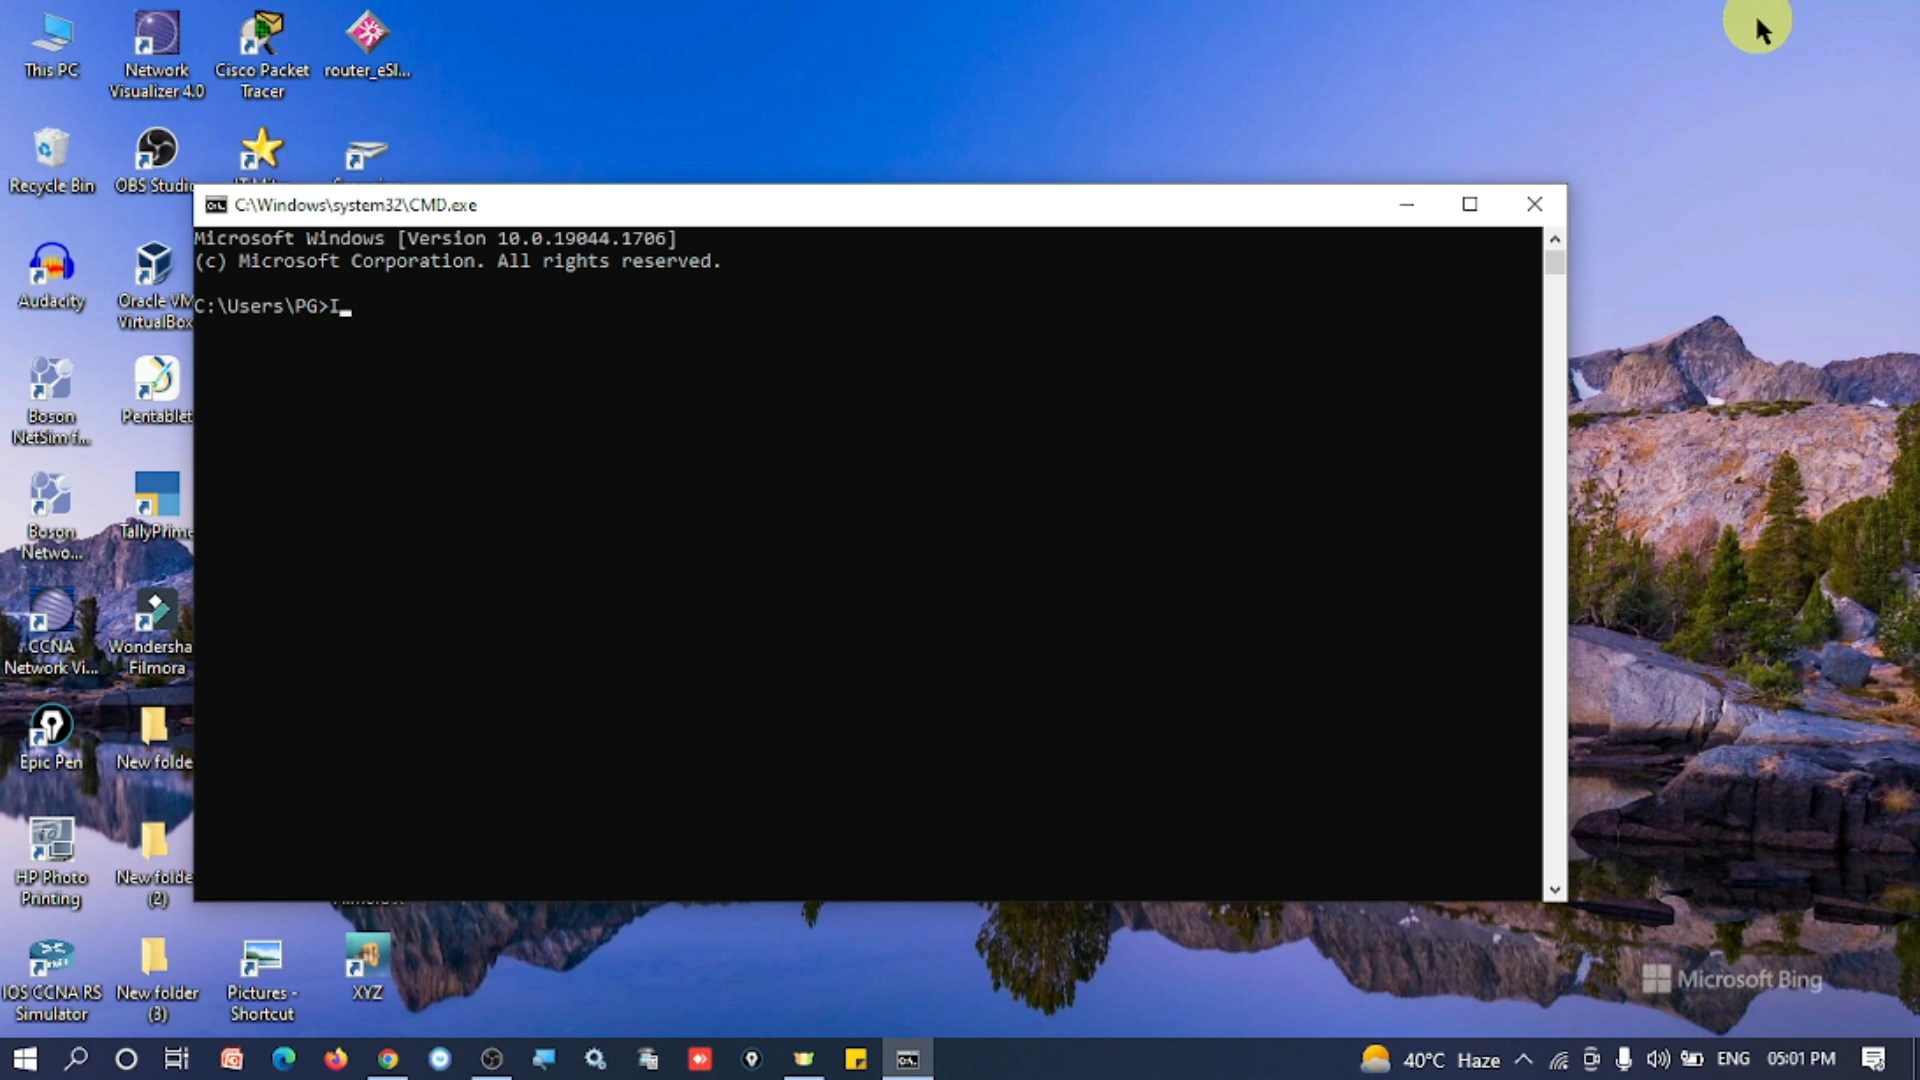 This PC
Network
Visualizer 4.0
Cisco Packet
Tracer
router_eSI...
Recycle Bin
OBS Studio
C:\Windows\system32\CMD.exe
Microsoft Windows [Version 10.0.19044.1706]
(c) Microsoft Corporation. All rights reserved.
C:\Users\PG>I
Audacity
Oracle VM
VirtualBox
Boson
NetSim f...
Pentablet
Boson
Netwo...
TallyPrime
CCNA
Network Vi...
Wondersha
Filmora
Epic Pen
New folde
HP Photo
Printing
New folde
(2)
IOS CCNA RS
Simulator
New folder
(3)
Pictures -
Shortcut
XYZ
Microsoft Bing
40°C Haze
ENG
05:01 PM